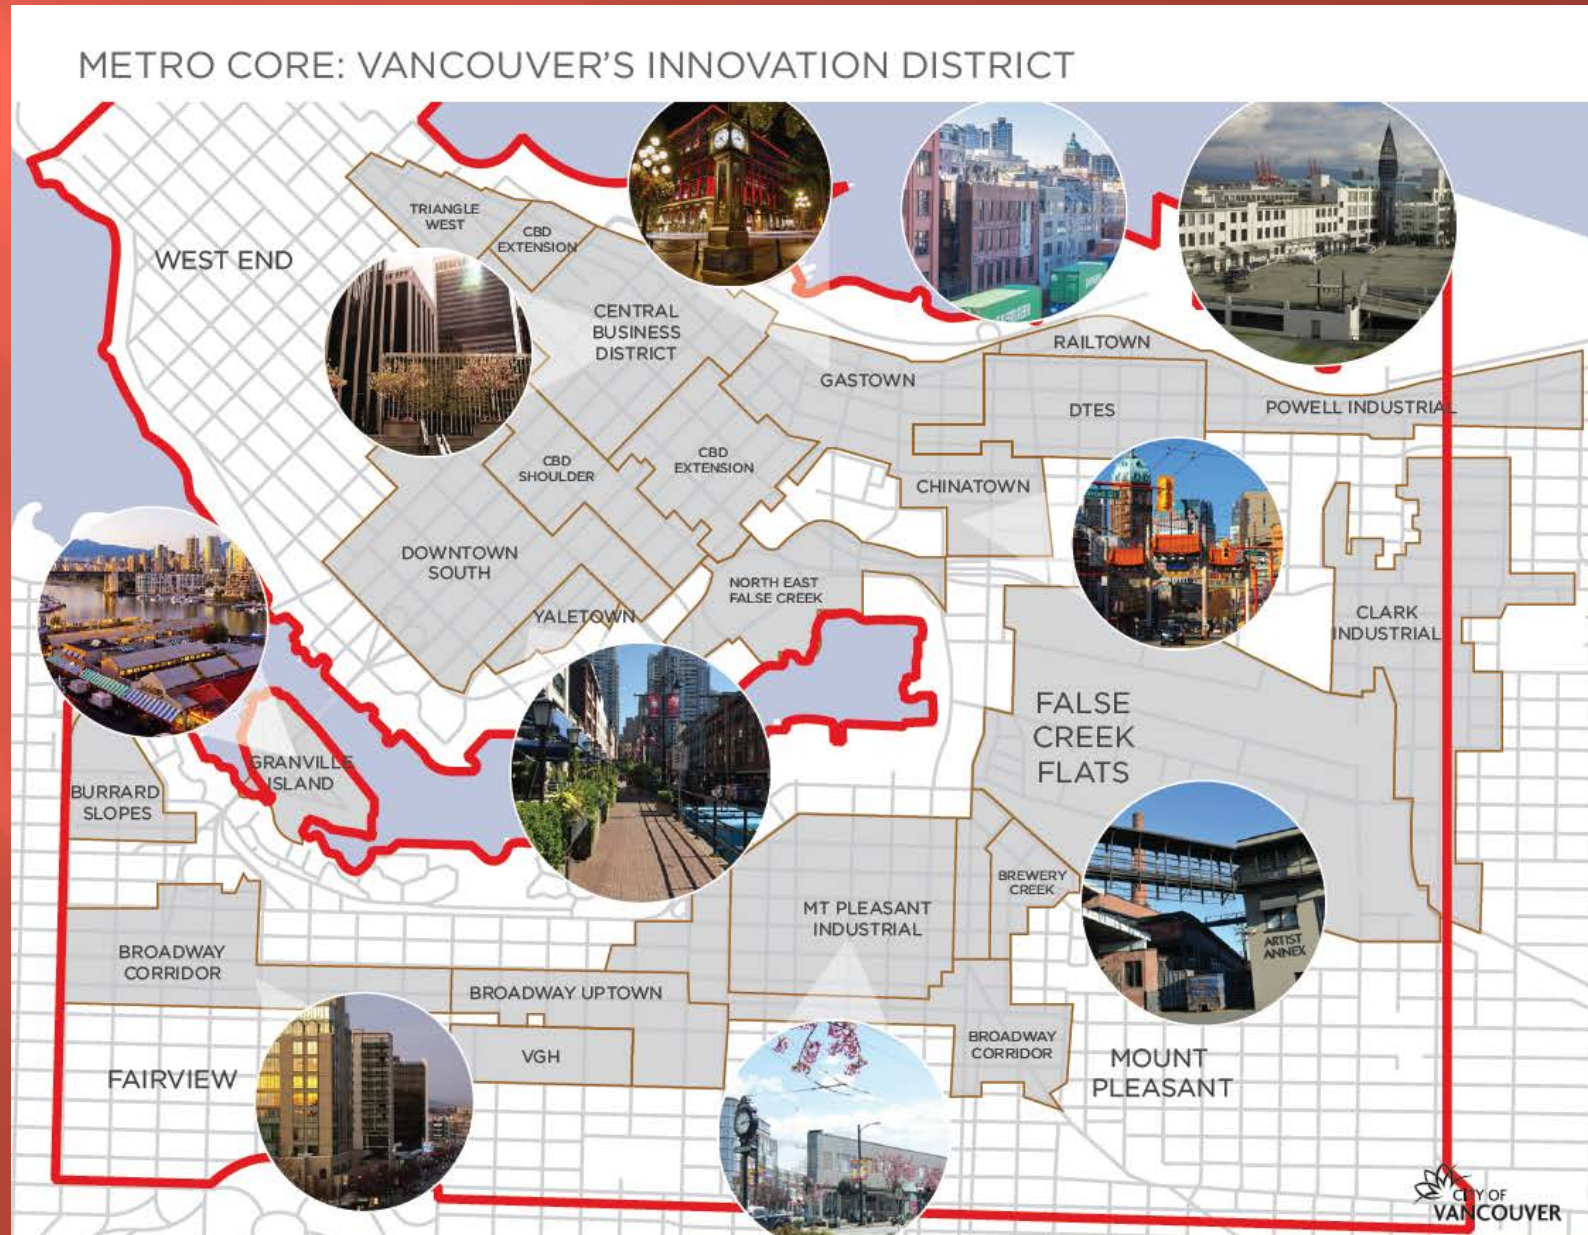 METRO CORE: VANCOUVER'S INNOVATION DISTRICT
TRIANGLE
WEST
CBD
EXTENSION
WEST END
CENTRAL
BUSINESS
DISTRICT
RAILTOWN
GASTOWN
DTES
POWELL INDUSTRIAL
CBD
SHOULDER
CBD
EXTENSION
CHINATOWN
DOWNTOWN
SOUTH
NORTH EAST
FALSE CREEK
YALETOWN
CLARK
INDUSTRIAL
FALSE
CREEK
FLATS
GRANVILLE
ISLAND
BURRARD
SLOPES
BREWERY
CREEK
MT PLEASANT
INDUSTRIAL
ARTIST
ANNEX
BROADWAY
CORRIDOR
BROADWAY UPTOWN
VGH
BROADWAY
CORRIDOR
MOUNT
PLEASANT
FAIRVIEW
CITY OF
VANCOUVER